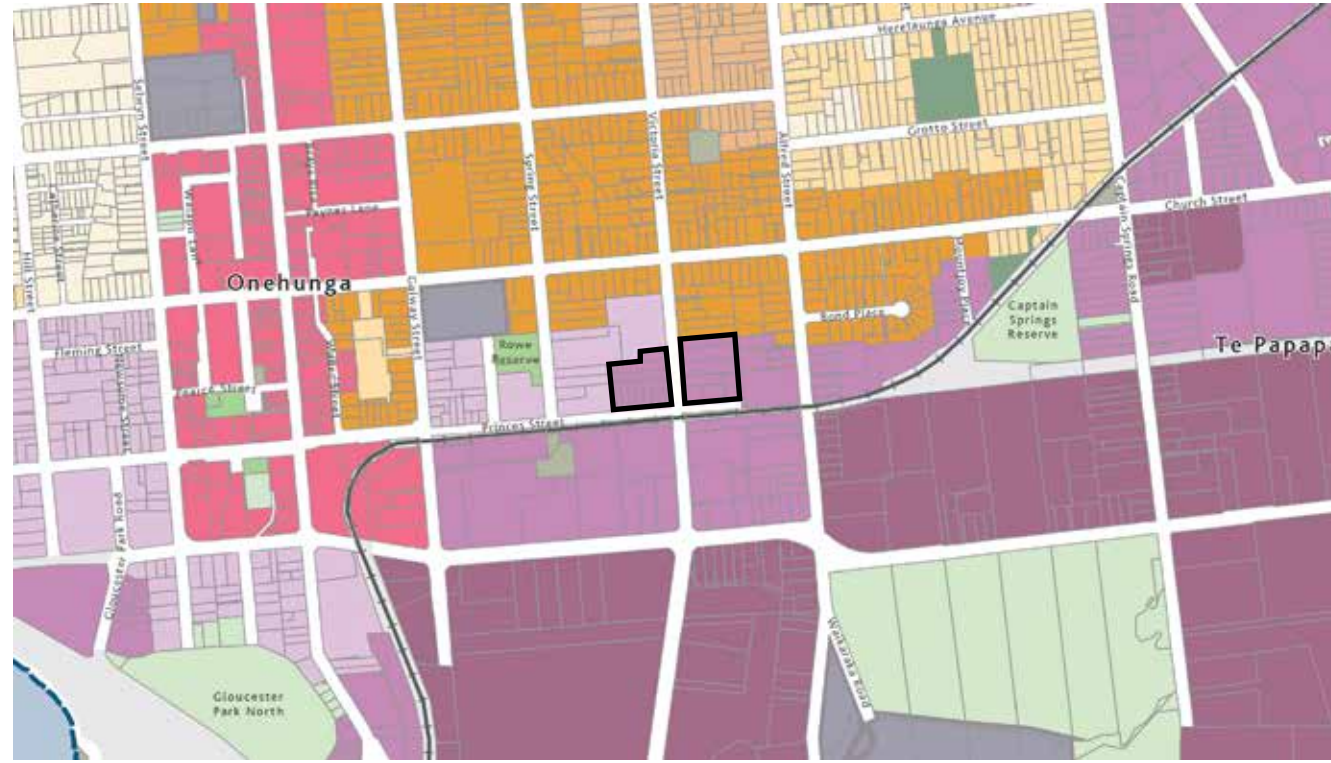 Heretaunga Avenue
Selwyn Street
Grotto Street
Victoria Street
Alfred Street
Spring Street
Paynes Lane
Captain Springs Road
Church Street
Hill Street
Onehunga
Galway Street
Mountjoy Place
Captain
Springs
Reserve
Bond Place
Fleming Street
Rowe
Reserve
Te Papapa
Princes Street
Gloucester Park Road
Waikaraka Road
Gloucester
Park North